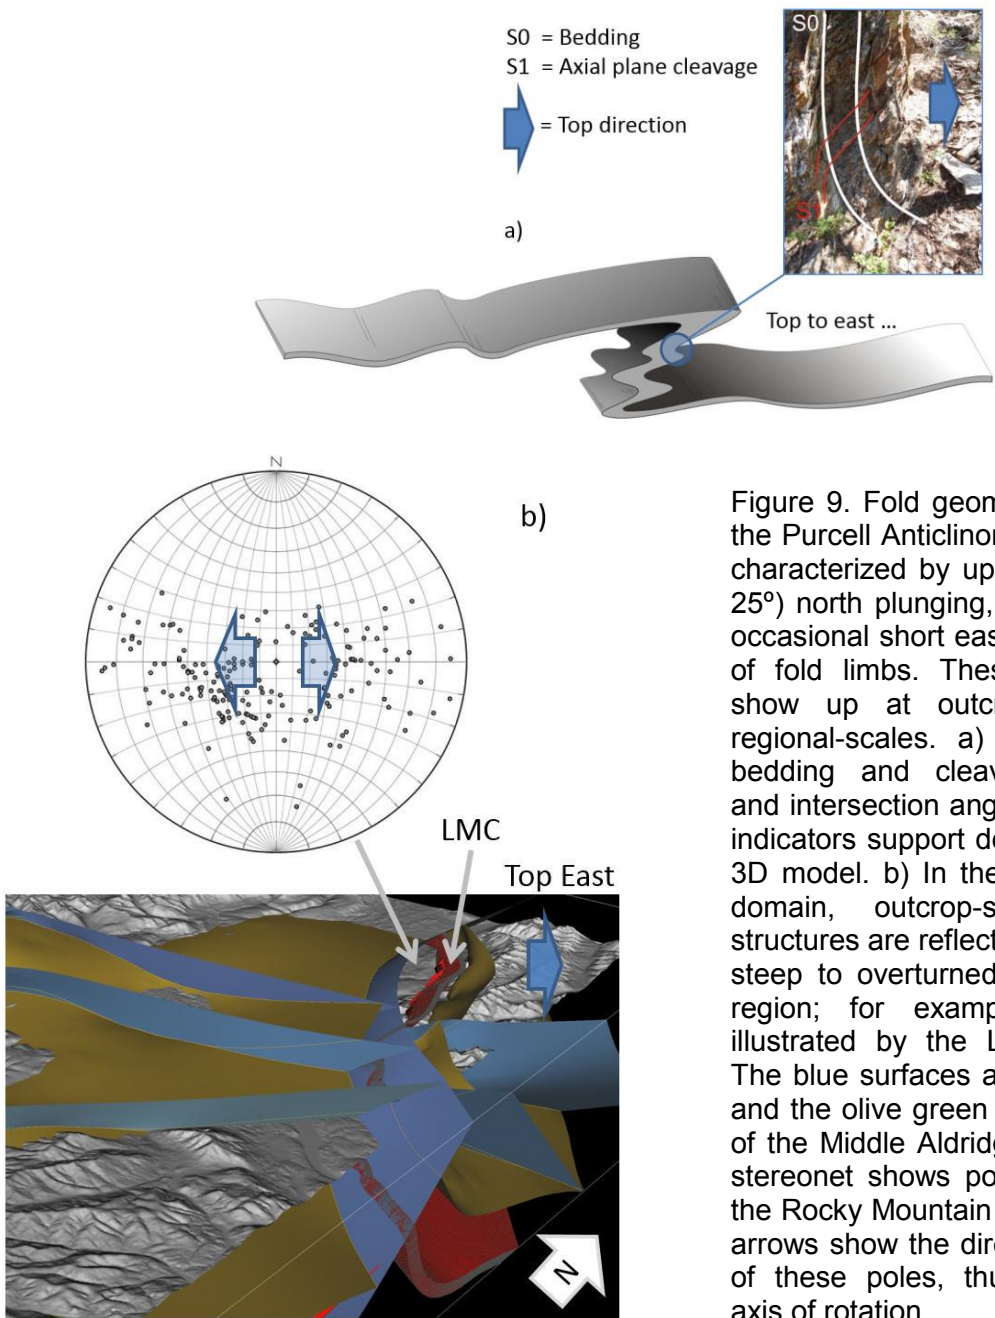 S0 = Bedding
S1 = Axial plane cleavage
= Top direction
S0
S1
a)
Top to east ...
N
b)
LMC
Top East
N
Figure 9. Fold geom
the Purcell Anticlinor
characterized by up
25º) north plunging,
occasional short eas
of fold limbs. Thes
show up at outcr
regional-scales. a)
bedding and cleav
and intersection ang
indicators support de
3D model. b) In the
domain, outcrop-s
structures are reflect
steep to overturned
region; for examp
illustrated by the L
The blue surfaces a
and the olive green
of the Middle Aldridg
stereonet shows po
the Rocky Mountain
arrows show the dire
of these poles, thu
axis of rotation